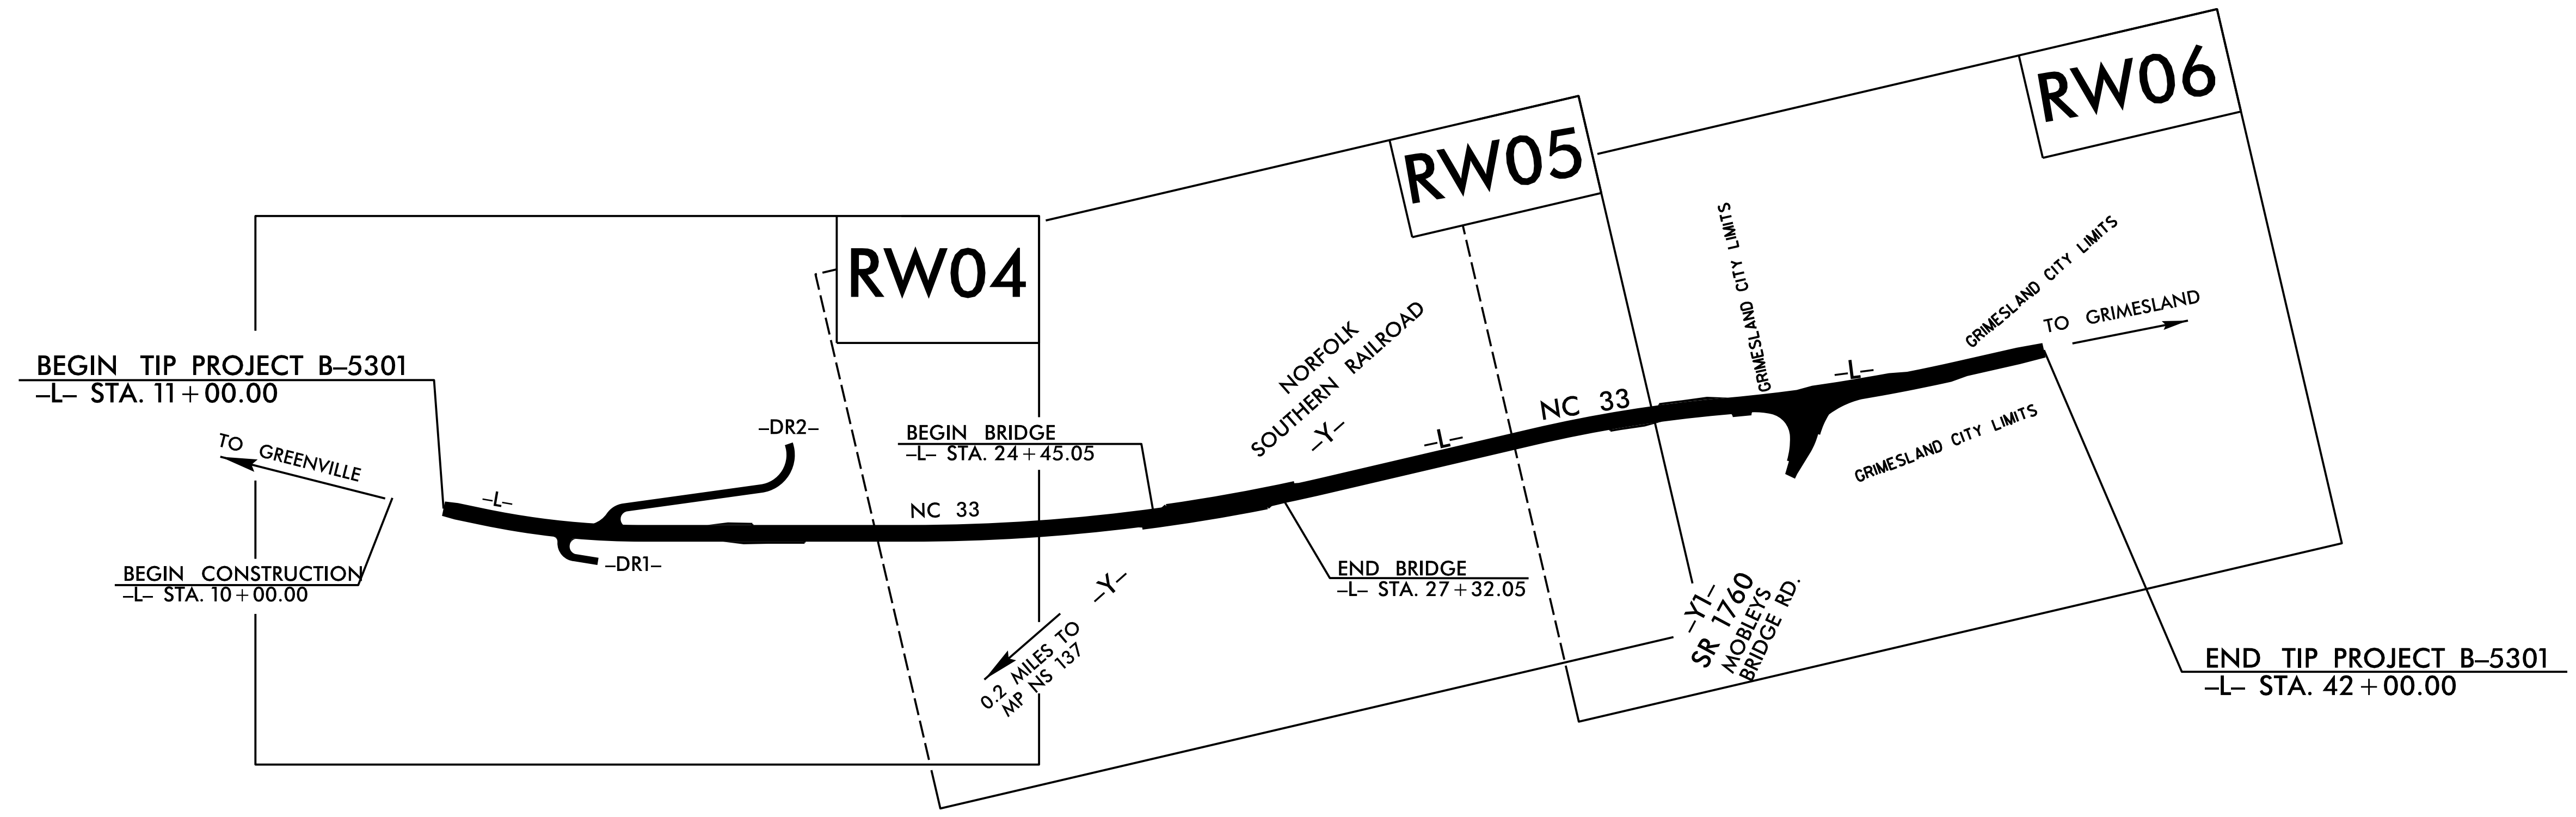 RW06
RW05
RW04
GRIMESLAND CITY LIMITS
GRIMESLAND CITY LIMITS
TO GRIMESLAND
NORFOLK
SOUTHERN RAILROAD
–Y–
BEGIN TIP PROJECT B–5301
–L– STA. 11+00.00
–L–
NC 33
–L–
–DR2–
BEGIN BRIDGE
–L– STA. 24+45.05
GRIMESLAND CITY LIMITS
TO GREENVILLE
–L–
NC 33
–DR1–
BEGIN CONSTRUCTION
–L– STA. 10+00.00
–Y–
END BRIDGE
–L– STA. 27+32.05
0.2 MILES TO
MP NS 137
–Y1–
SR 1760
MOBLEYS
BRIDGE RD.
END TIP PROJECT B–5301
–L– STA. 42+00.00